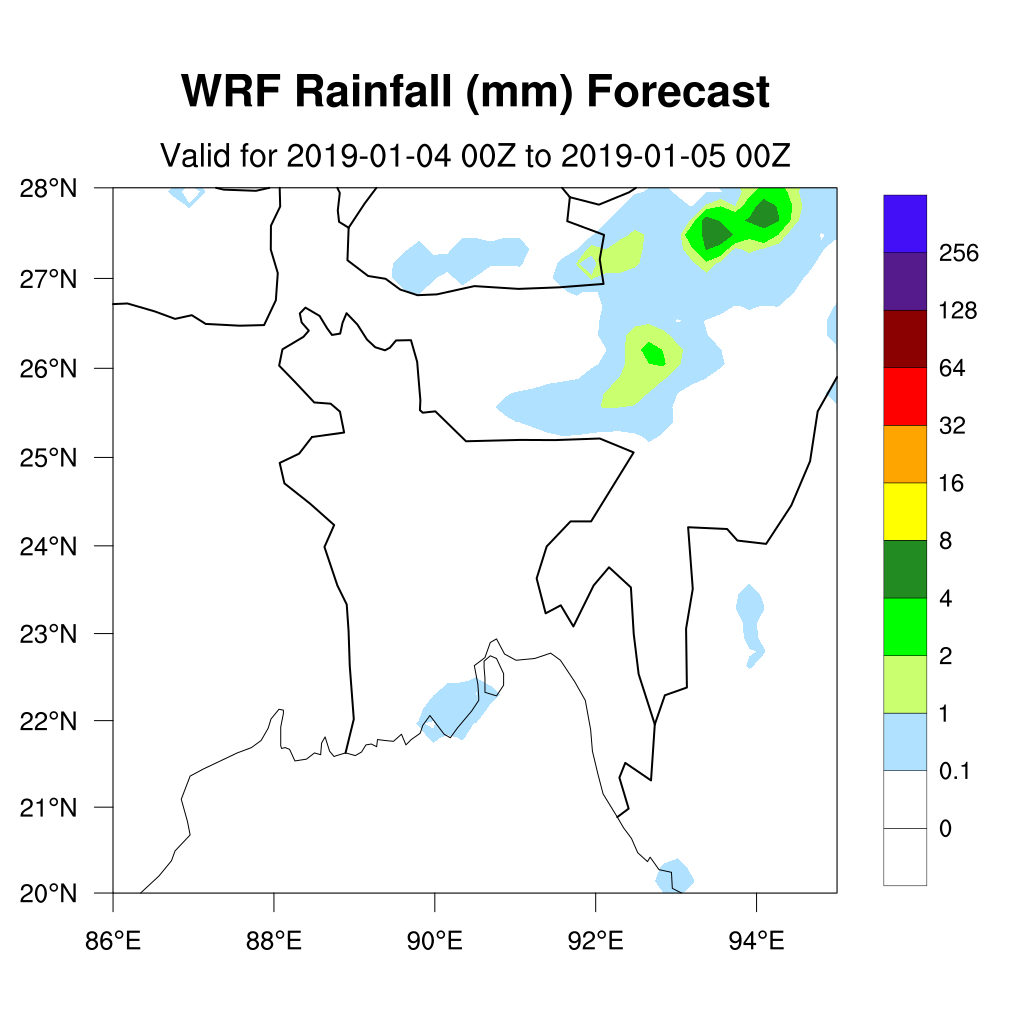 WRF Rainfall (mm) Forecast
Valid for 2019-01-04 00Z to 2019-01-05 00Z
28°N
27°N
26°N
25°N
24°N
23°N
22°N
21°N
20°N
86°E 88°E 90°E 92°E 94°E
256
128
64
32
16
8
4
2
1
0.1
0